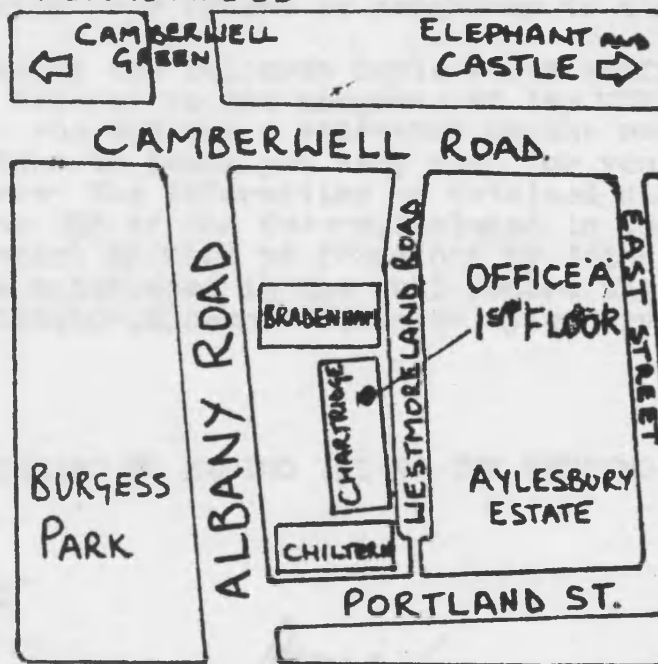 CAMBERWELL
GREEN
ELEPHANT AND
CASTLE
CAMBERWELL ROAD
ALBANY ROAD
WESTMORELAND ROAD
EAST STREET
BRADENHAM
OFFICE A,
1ST FLOOR
CHARTRIDGE
BURGESS
PARK
AYLESBURY
ESTATE
CHILTERN
PORTLAND ST.